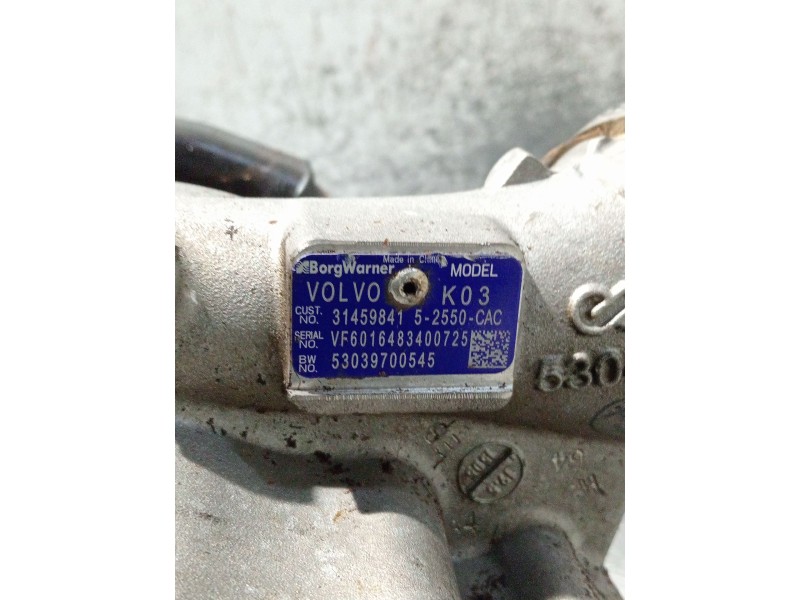 Made in China
BorgWarner MODEL
VOLVO K03
CUST. NO. 31459841 5-2550-CAC
SERIAL NO. VF6016483400725
BW NO. 53039700545
530